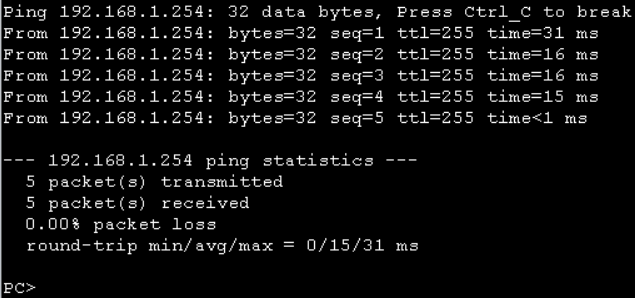 Ping 192.168.1.254: 32 data bytes, Press Ctrl_C to break
From 192.168.1.254: bytes=32 seq=1 ttl=255 time=31 ms
From 192.168.1.254: bytes=32 seq=2 ttl=255 time=16 ms
From 192.168.1.254: bytes=32 seq=3 ttl=255 time=16 ms
From 192.168.1.254: bytes=32 seq=4 ttl=255 time=15 ms
From 192.168.1.254: bytes=32 seq=5 ttl=255 time<1 ms
--- 192.168.1.254 ping statistics ---
5 packet(s) transmitted
5 packet(s) received
0.00% packet loss
round-trip min/avg/max = 0/15/31 ms
PC>